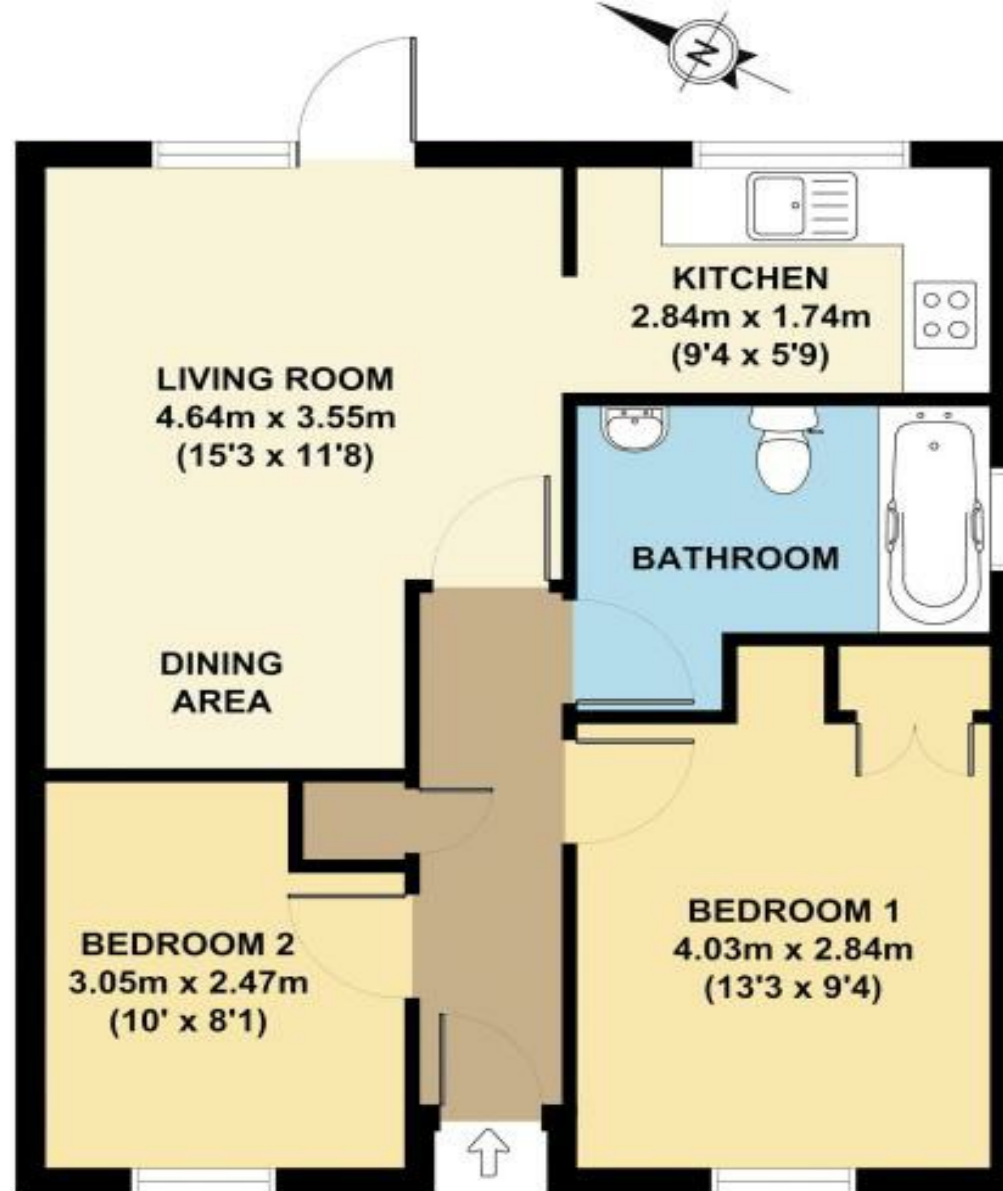 N
KITCHEN
2.84m x 1.74m
(9'4 x 5'9)
LIVING ROOM
4.64m x 3.55m
(15'3 x 11'8)
BATHROOM
DINING
AREA
BEDROOM 1
4.03m x 2.84m
(13'3 x 9'4)
BEDROOM 2
3.05m x 2.47m
(10' x 8'1)